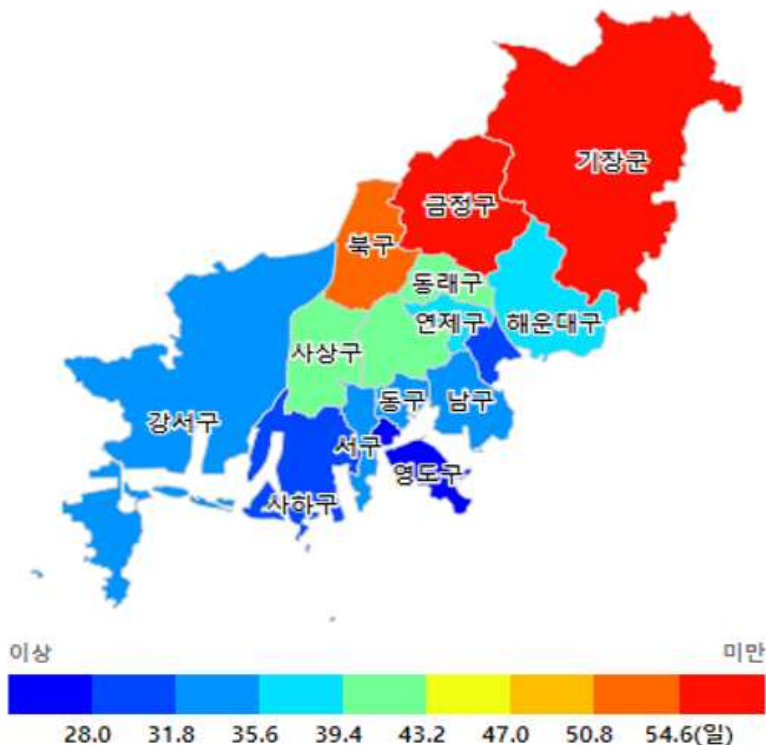 기장군
금정구
북구
동래구
연제구
해운대구
사상구
동구
남구
강서구
서구
영도구
사하구
이상
미만
28.0
31.8
35.6
39.4
43.2
47.0
50.8
54.6(일)